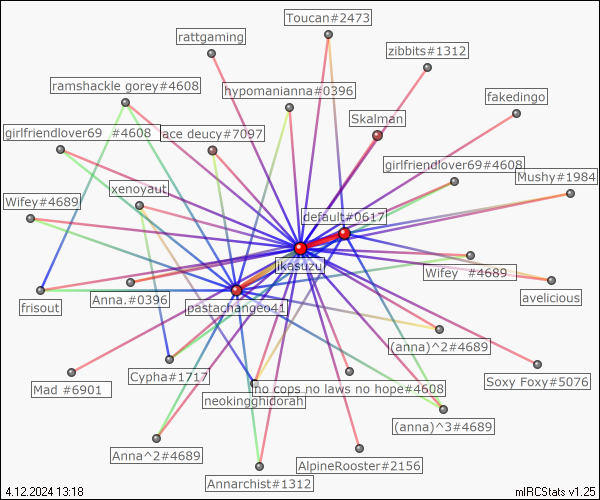 Toucan#2473
rattgaming
zibbits#1312
ramshackle gorey#4608
hypomanianna#0396
fakedingo
Skalman
girlfriendlover69 #4608
ace deucy#7097
girlfriendlover69#4608
Mushy#1984
xenoyaut
Wifey#4689
default#0617
ikasuzu
Wifey #4689
avelicious
Anna.#0396
frisout
pastachangeo41
(anna)^2#4689
Cypha#1717
Soxy Foxy#5076
Mad #6901
no cops no laws no hope#4608
neokingghidorah
(anna)^3#4689
Anna^2#4689
AlpineRooster#2156
Annarchist#1312
4.12.2024 13:18
mIRCStats v1.25